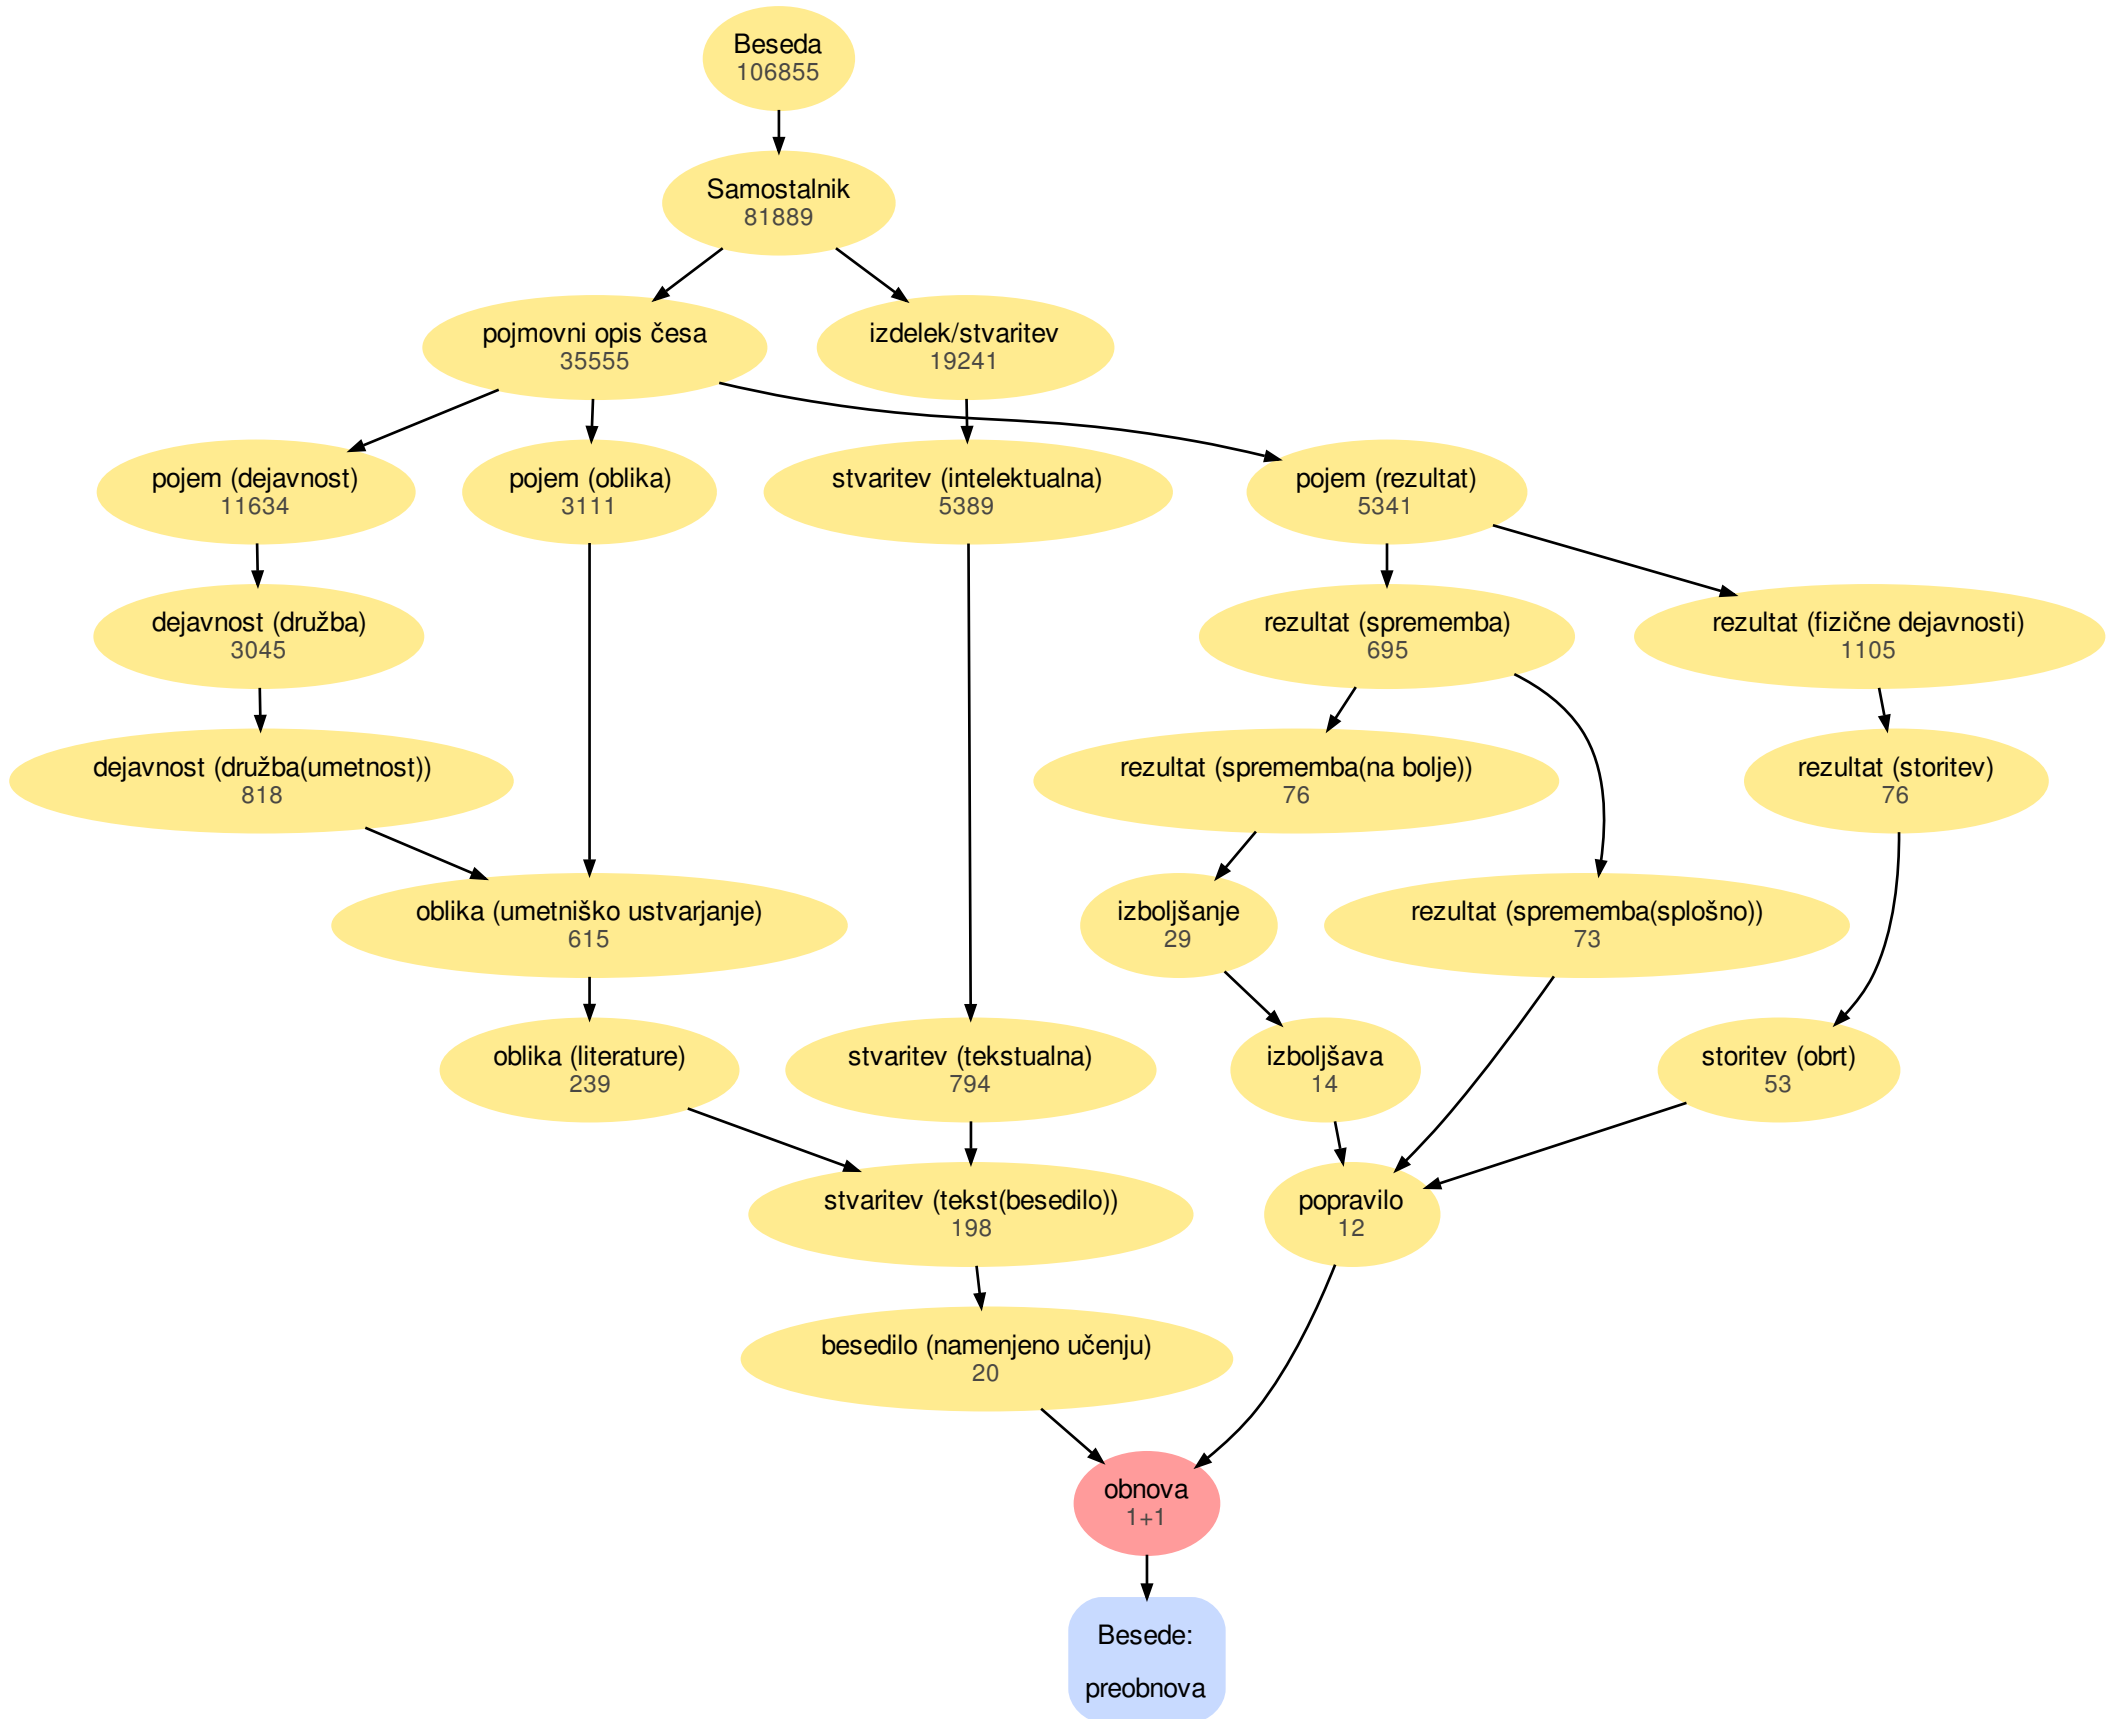 Beseda
106855
Samostalnik
81889
pojmovni opis česa
35555
izdelek/stvaritev
19241
pojem (dejavnost)
11634
pojem (oblika)
3111
stvaritev (intelektualna)
5389
pojem (rezultat)
5341
dejavnost (družba)
3045
rezultat (sprememba)
695
rezultat (fizične dejavnosti)
1105
dejavnost (družba(umetnost))
818
rezultat (sprememba(na bolje))
76
rezultat (storitev)
76
oblika (umetniško ustvarjanje)
615
izboljšanje
29
rezultat (sprememba(splošno))
73
oblika (literature)
239
stvaritev (tekstualna)
794
izboljšava
14
storitev (obrt)
53
stvaritev (tekst(besedilo))
198
popravilo
12
besedilo (namenjeno učenju)
20
obnova
1+1
Besede:
preobnova